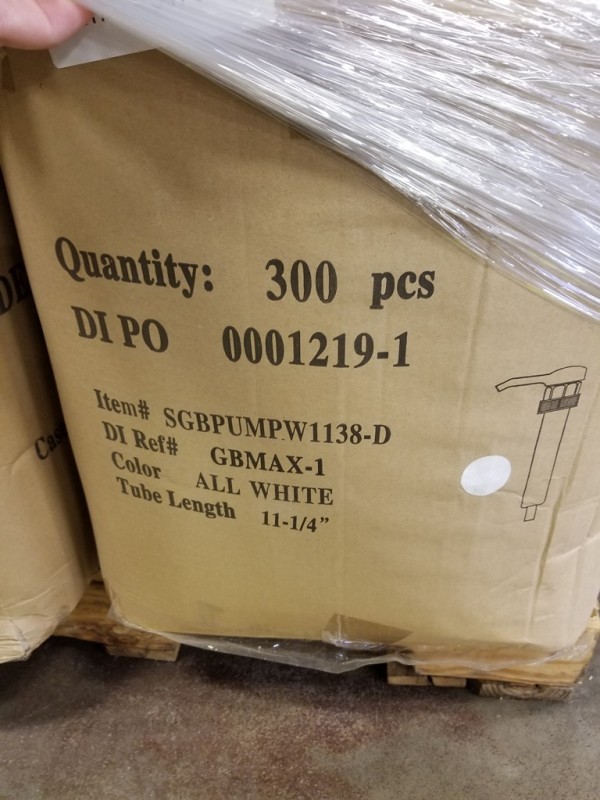 Quantity: 300 pcs
DI PO 0001219-1
Item# SGBPUMPW1138-D
DI Ref# GBMAX-1
Color ALL WHITE
Tube Length 11-1/4”